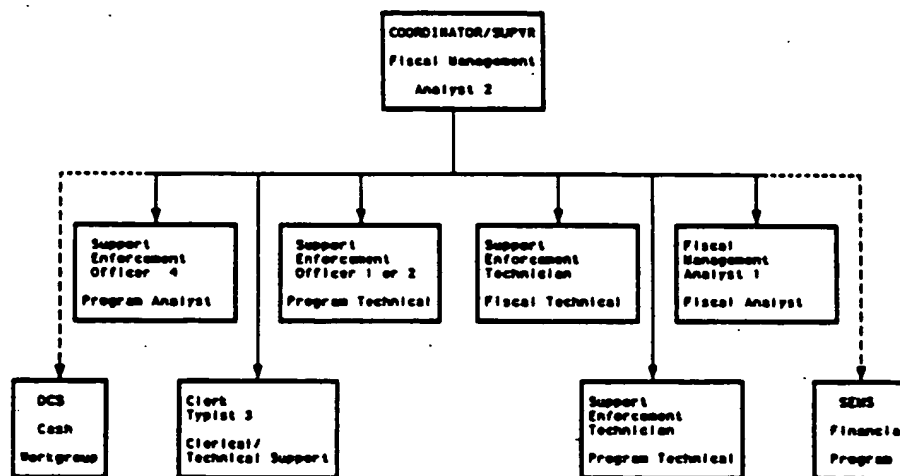 COORDINATOR/SUPVR
Fiscal Management
Analyst 2
Support
Enforcement
Officer 4
Program Analyst
Support
Enforcement
Officer 1 or 2
Program Technical
Support
Enforcement
Technician
Fiscal Technical
Fiscal
Management
Analyst 1
Fiscal Analyst
DCS
Cash
Workgroup
Clerk
Typist 3
Clerical/
Technical Support
Support
Enforcement
Technician
Program Technical
SEMS
Financial
Program